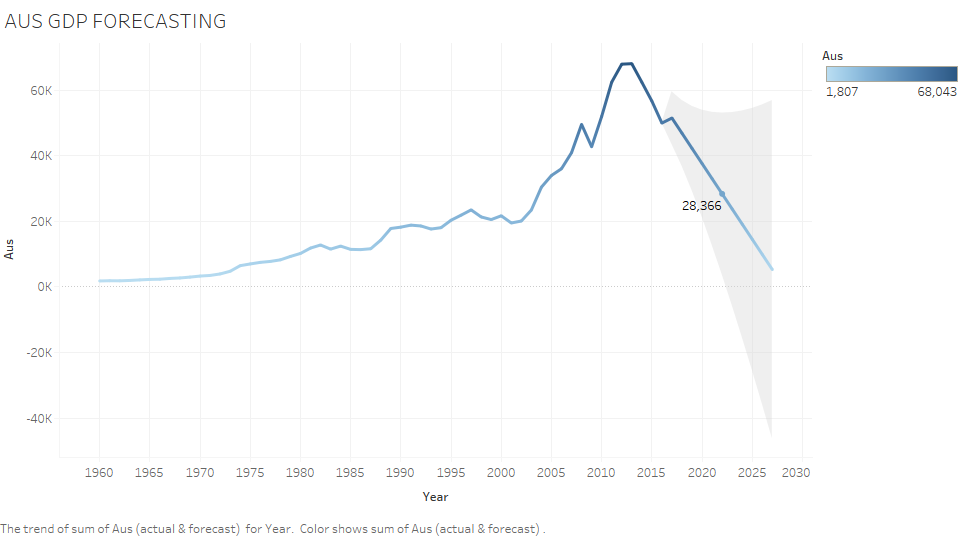 AUS GDP FORECASTING
Aus
1,807 68,043
60K
40K
20K
0K
-20K
-40K
Aus
28,366
1960 1965 1970 1975 1980 1985 1990 1995 2000 2005 2010 2015 2020 2025 2030
Year
The trend of sum of Aus (actual & forecast) for Year. Color shows sum of Aus (actual & forecast) .